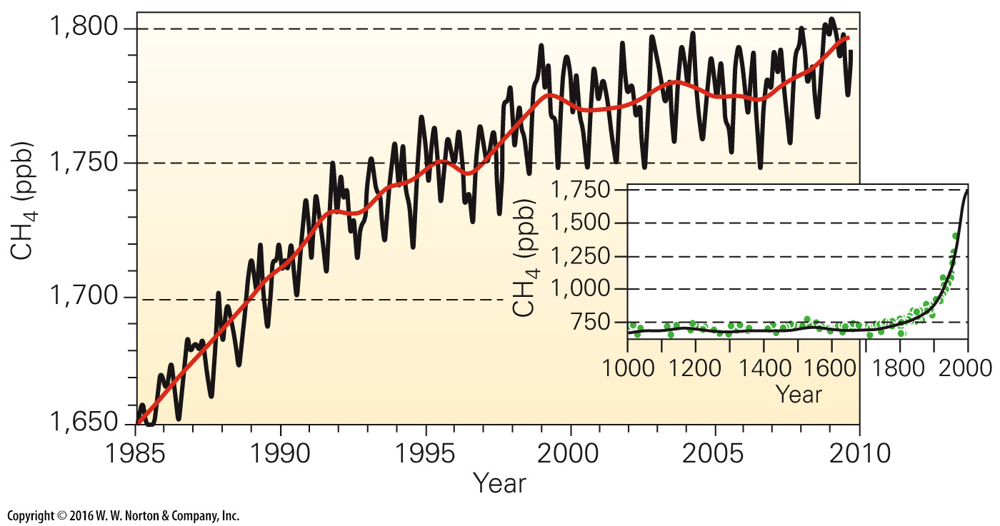 1,800
1,750
1,700
1,650
CH4 (ppb)
1985 1990 1995 2000 2005 2010
Year
1,750
1,500
1,250
1,000
750
CH4 (ppb)
1000 1200 1400 1600 1800 2000
Year
Copyright © 2016 W. W. Norton & Company, Inc.